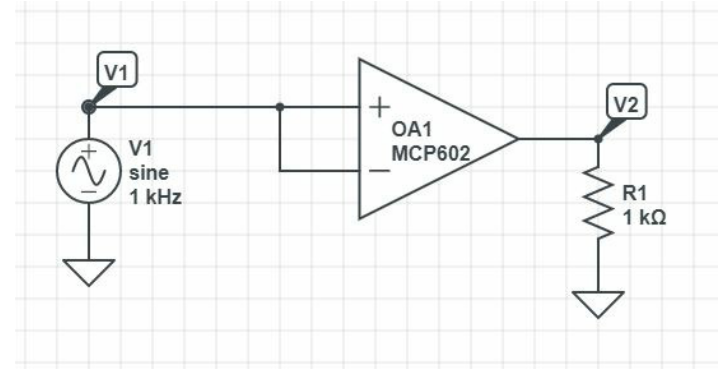 V1
V1
sine
1 kHz
+
−
OA1
MCP602
+
−
V2
R1
1 kΩ